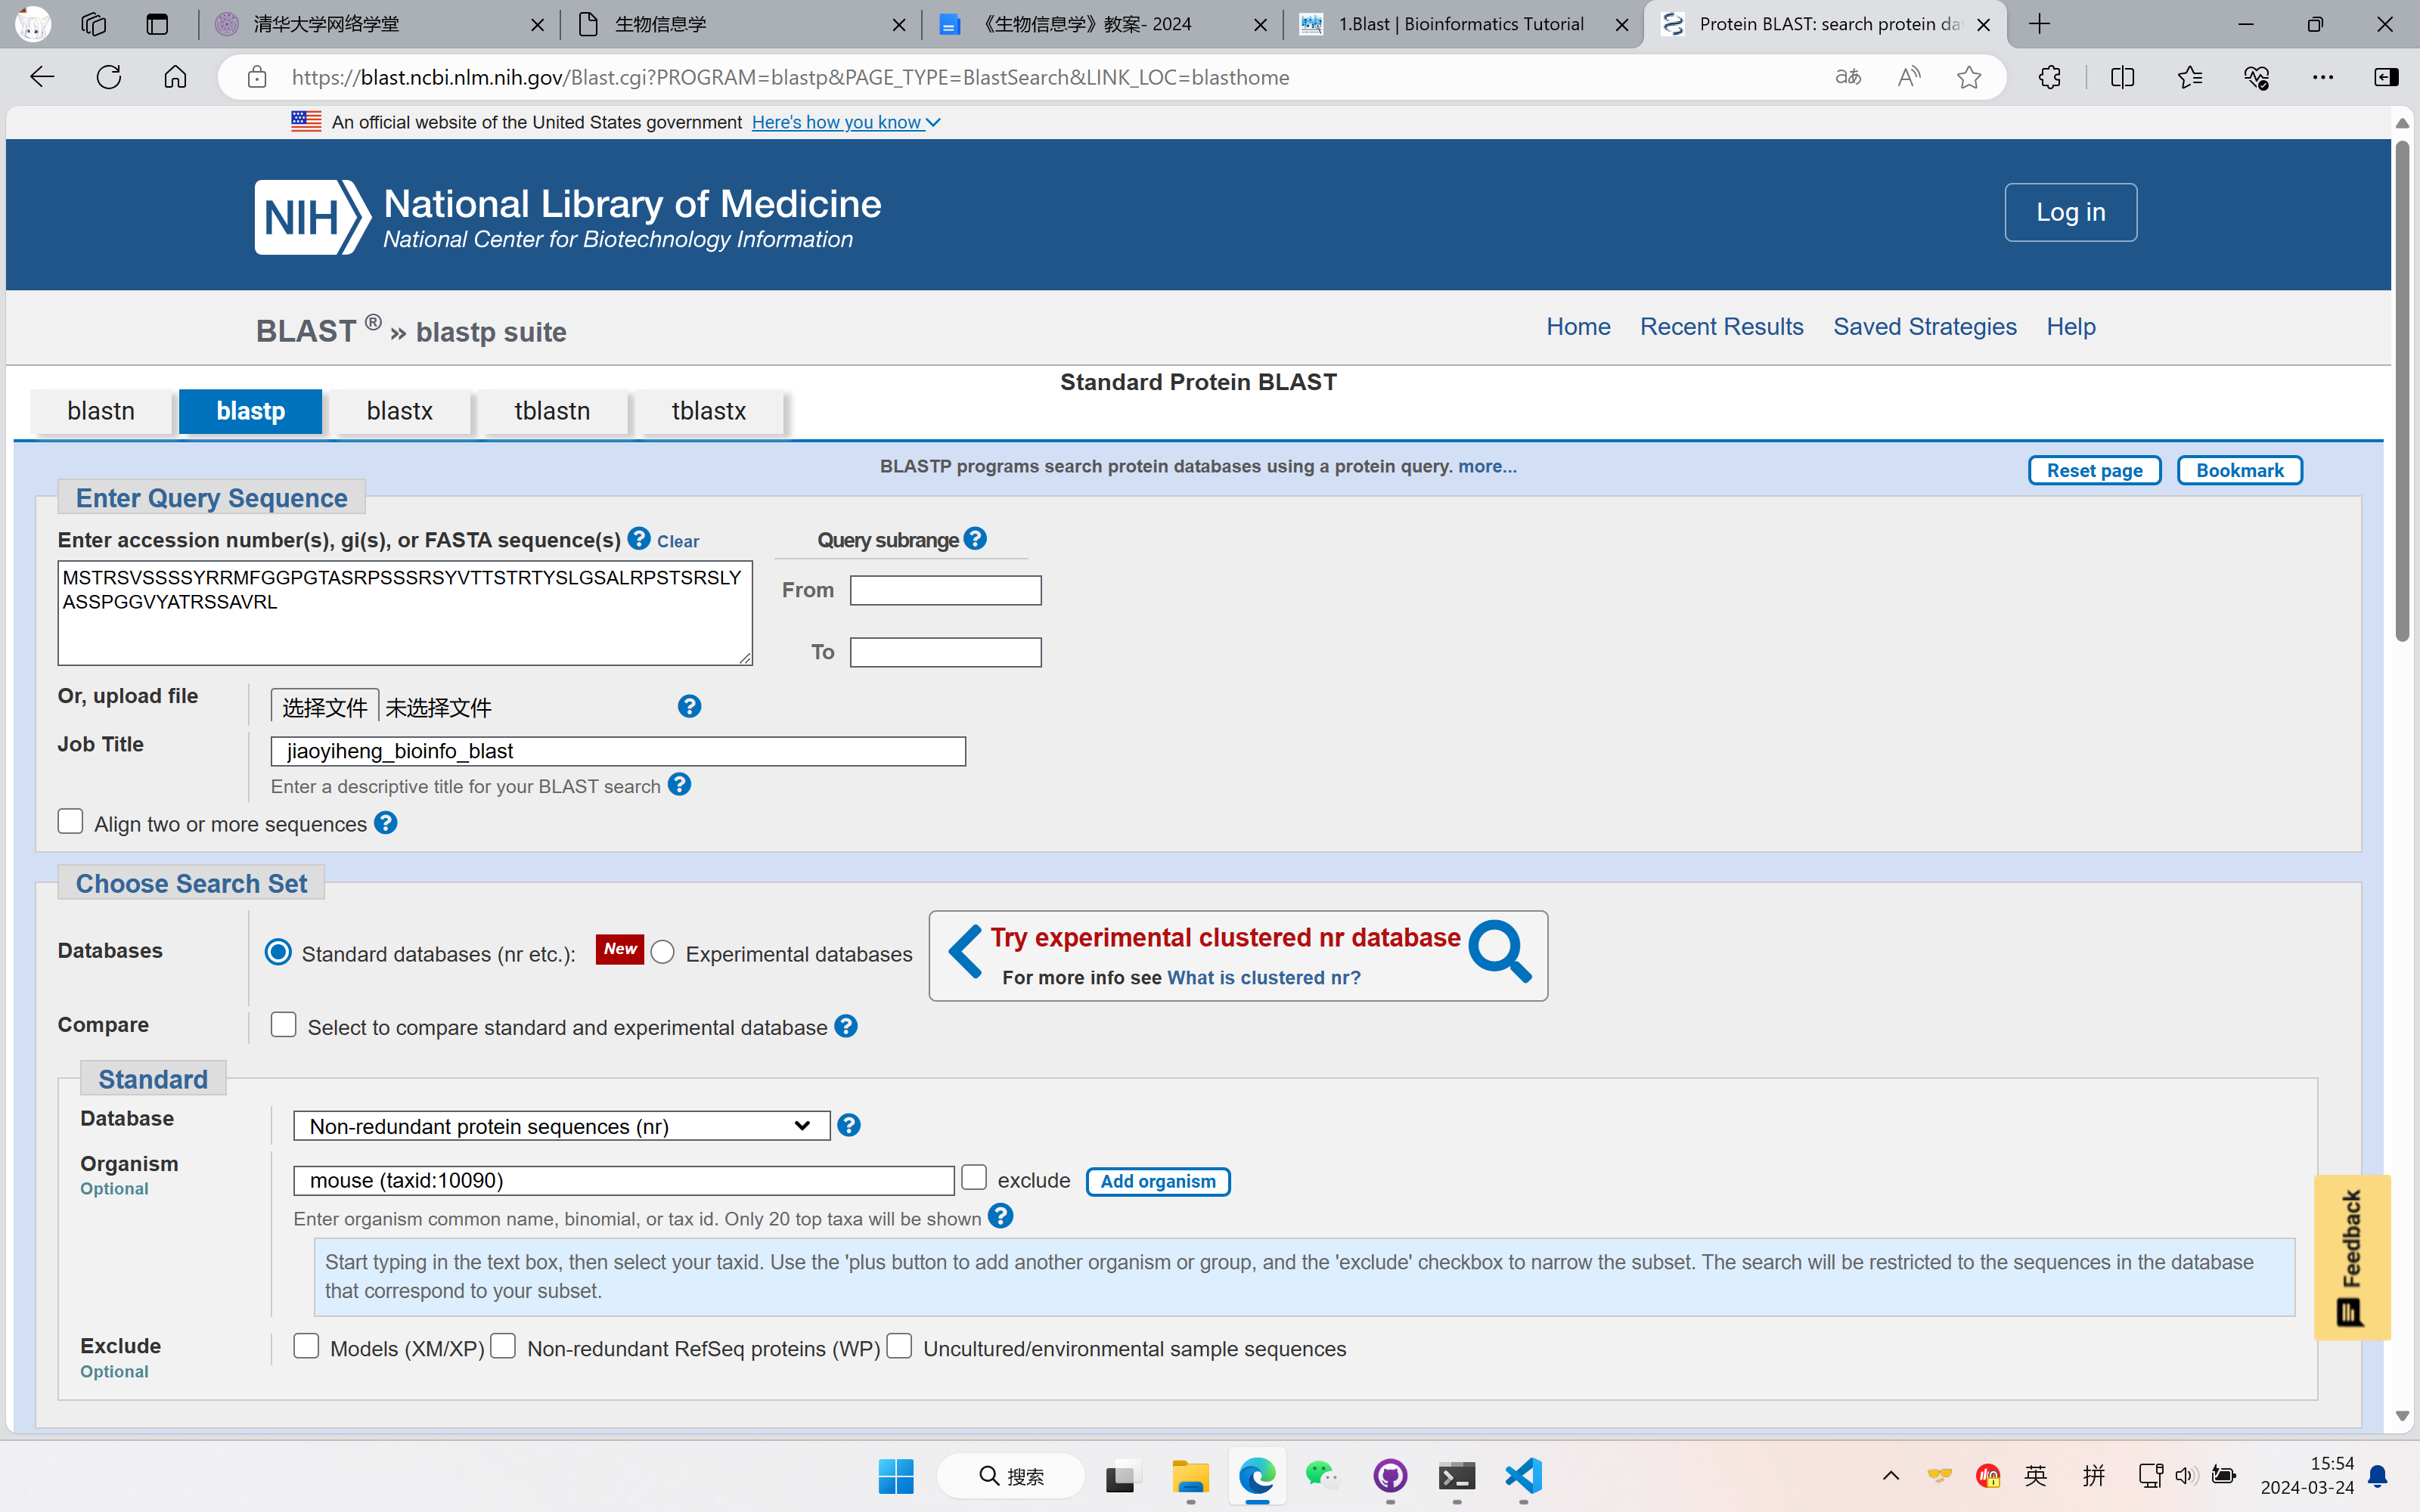 清华大学网络学堂
生物信息学
《生物信息学》教案- 2024
1.Blast | Bioinformatics Tutorial
Protein BLAST: search protein da
https://blast.ncbi.nlm.nih.gov/Blast.cgi?PROGRAM=blastp&PAGE_TYPE=BlastSearch&LINK_LOC=blasthome
An official website of the United States government Here's how you know
NIH National Library of Medicine
National Center for Biotechnology Information
Log in
BLAST ® » blastp suite
Home Recent Results Saved Strategies Help
Standard Protein BLAST
blastn blastp blastx tblastn tblastx
BLASTP programs search protein databases using a protein query. more...
Reset page Bookmark
Enter Query Sequence
Enter accession number(s), gi(s), or FASTA sequence(s) ? Clear
Query subrange ?
MSTRSVSSSSYRRMFGGPGTASRPSSSRSYVTTSTRTYSLGSALRPSTSRSLY
ASSPGGVYATRSSAVRL
From
To
Or, upload file 选择文件 未选择文件 ?
Job Title jiaoyiheng_bioinfo_blast
Enter a descriptive title for your BLAST search ?
Align two or more sequences ?
Choose Search Set
Databases Standard databases (nr etc.): New Experimental databases
Try experimental clustered nr database
For more info see What is clustered nr?
Compare Select to compare standard and experimental database ?
Standard
Database Non-redundant protein sequences (nr) ?
Organism
Optional
mouse (taxid:10090) exclude Add organism
Enter organism common name, binomial, or tax id. Only 20 top taxa will be shown ?
Start typing in the text box, then select your taxid. Use the 'plus button to add another organism or group, and the 'exclude' checkbox to narrow the subset. The search will be restricted to the sequences in the database
that correspond to your subset.
Exclude
Optional
Models (XM/XP) Non-redundant RefSeq proteins (WP) Uncultured/environmental sample sequences
Feedback
搜索
英 拼
15:54
2024-03-24